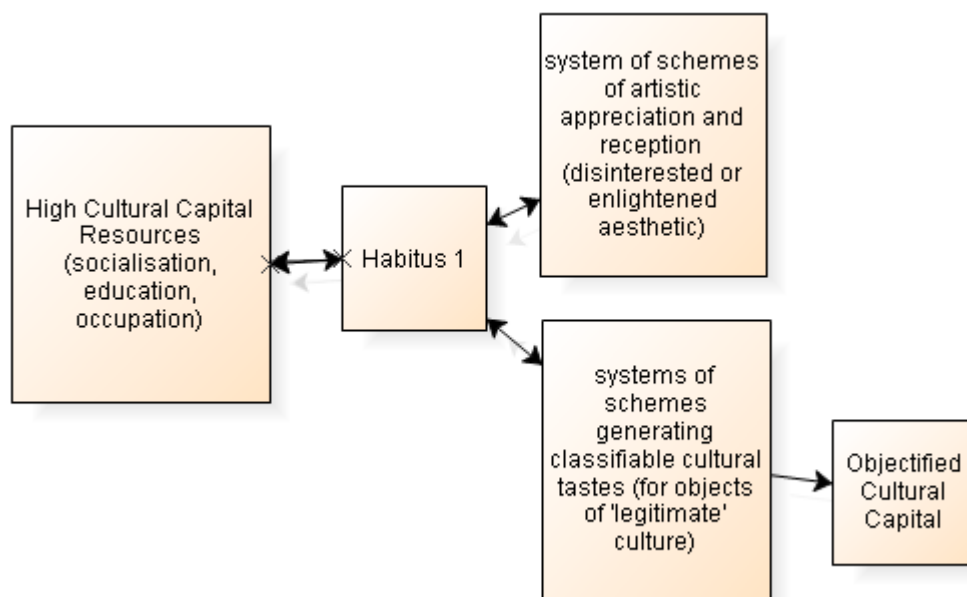 High Cultural Capital
Resources
(socialisation,
education,
occupation)
Habitus 1
system of schemes
of artistic
appreciation and
reception
(disinterested or
enlightened
aesthetic)
systems of
schemes
generating
classifiable cultural
tastes (for objects
of 'legitimate'
culture)
Objectified
Cultural
Capital